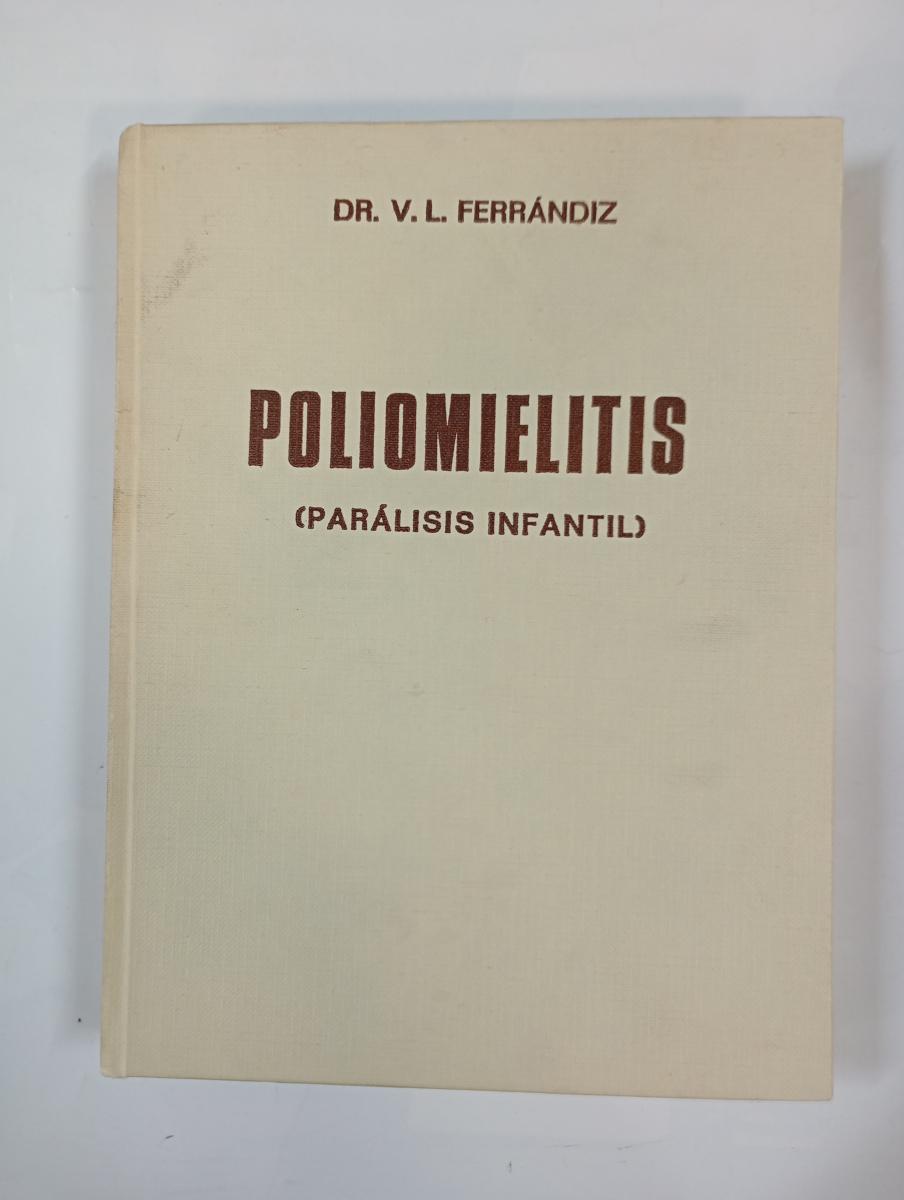 DR. V. L. FERRÁNDIZ
POLIOMIELITIS
(PARÁLISIS INFANTIL)